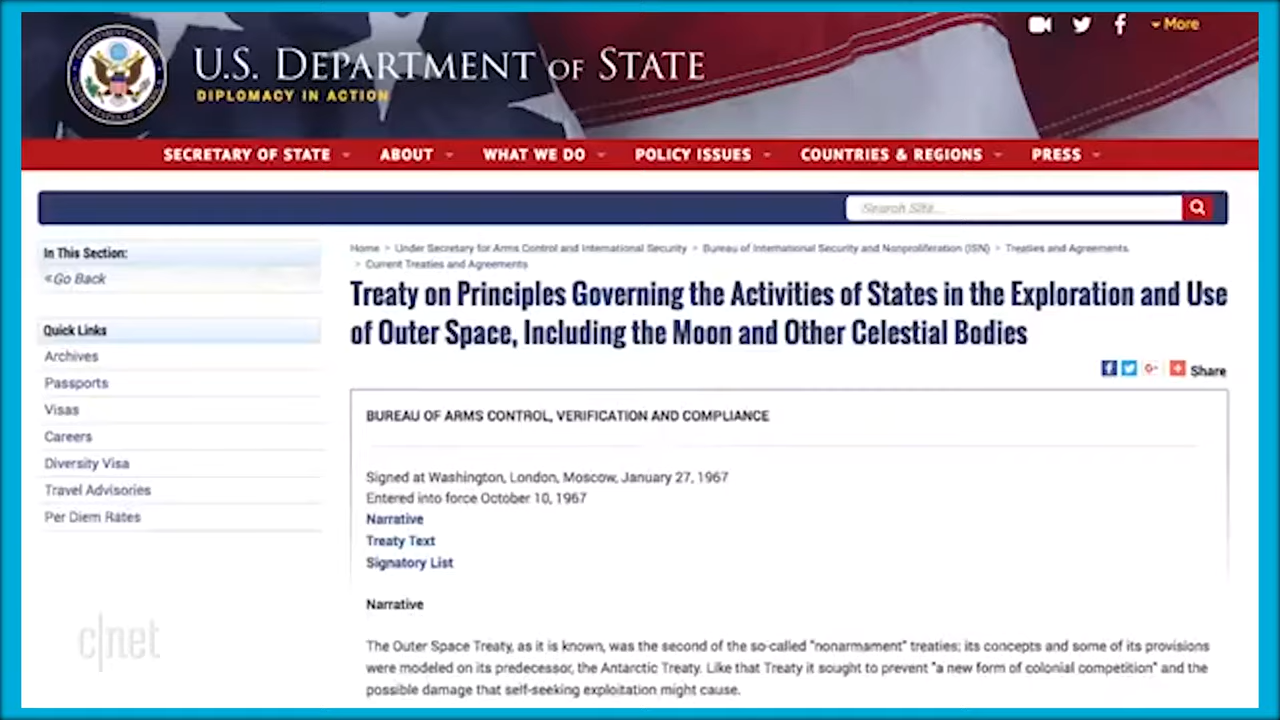 U.S. DEPARTMENT OF STATE
DIPLOMACY IN ACTION
More
SECRETARY OF STATE ABOUT WHAT WE DO POLICY ISSUES COUNTRIES & REGIONS PRESS
Search Site...
In This Section:
«Go Back
Quick Links
Archives
Passports
Visas
Careers
Diversity Visa
Travel Advisories
Per Diem Rates
Home > Under Secretary for Arms Control and International Security > Bureau of International Security and Nonproliferation (ISN) > Treaties and Agreements
> Current Treaties and Agreements
Treaty on Principles Governing the Activities of States in the Exploration and Use
of Outer Space, Including the Moon and Other Celestial Bodies
Share
BUREAU OF ARMS CONTROL, VERIFICATION AND COMPLIANCE
Signed at Washington, London, Moscow, January 27, 1967
Entered into force October 10, 1967
Narrative
Treaty Text
Signatory List
Narrative
The Outer Space Treaty, as it is known, was the second of the so-called "nonarmament" treaties; its concepts and some of its provisions
were modeled on its predecessor, the Antarctic Treaty. Like that Treaty it sought to prevent "a new form of colonial competition" and the
possible damage that self-seeking exploitation might cause.
c|net